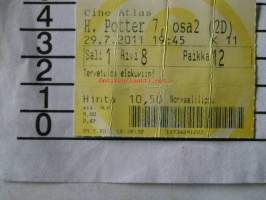 4
3
2
1
0
Cine Atlas
H. Potter 7 osa2 (2D)
29.7.2011 19:45 K 11
Sali 1 Rivi 8 Paikka 12
Tervetuloa elokuviin!
Hinta 10,50 Normaalilippu